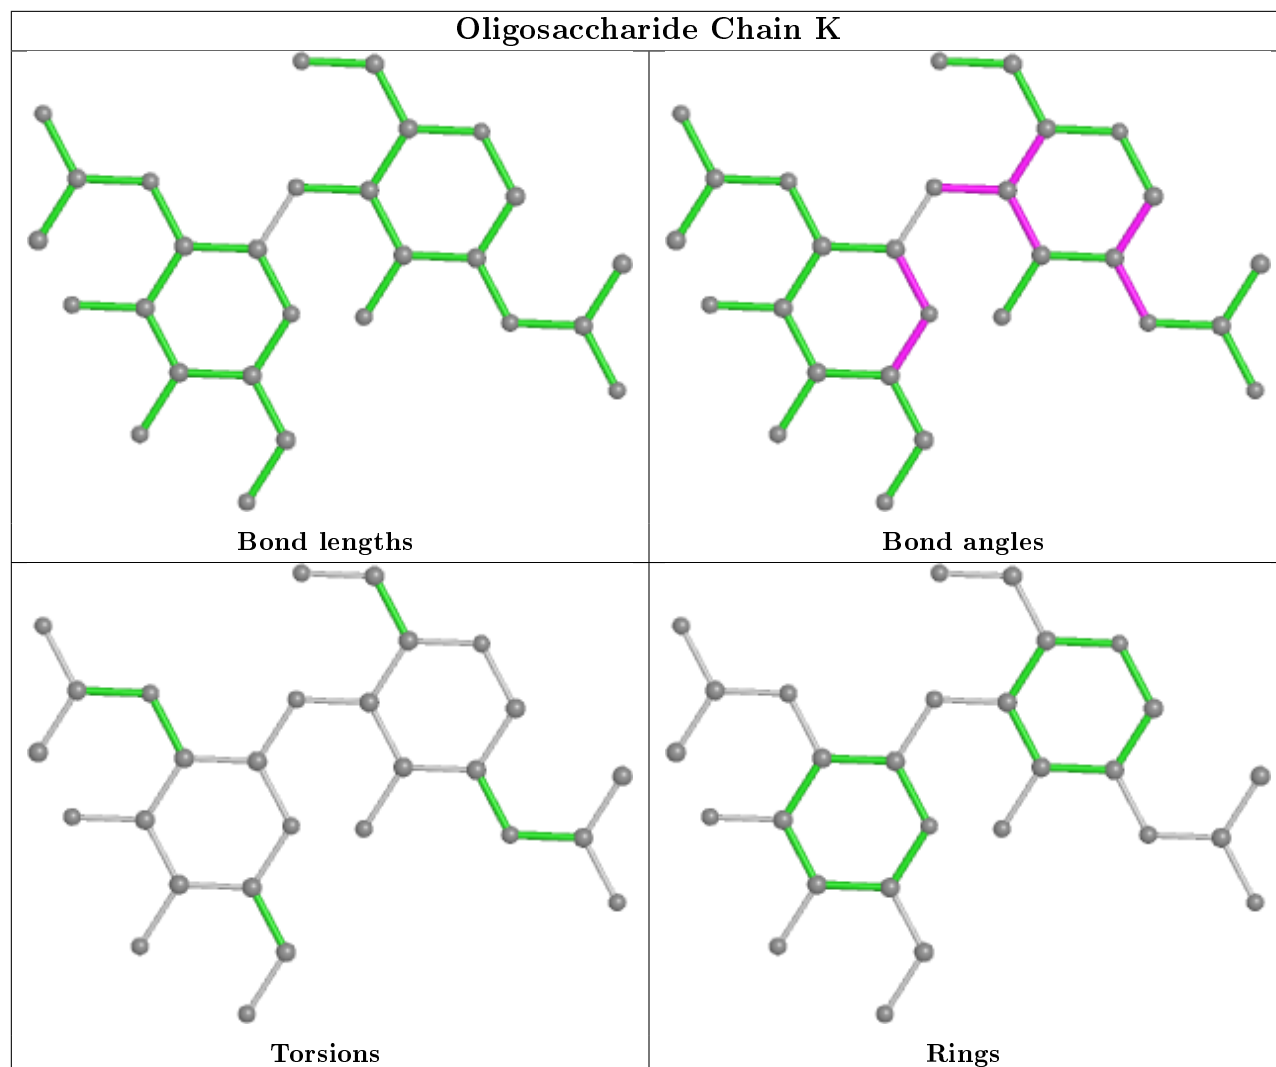 Oligosaccharide Chain K
Bond lengths
Bond angles
Torsions
Rings